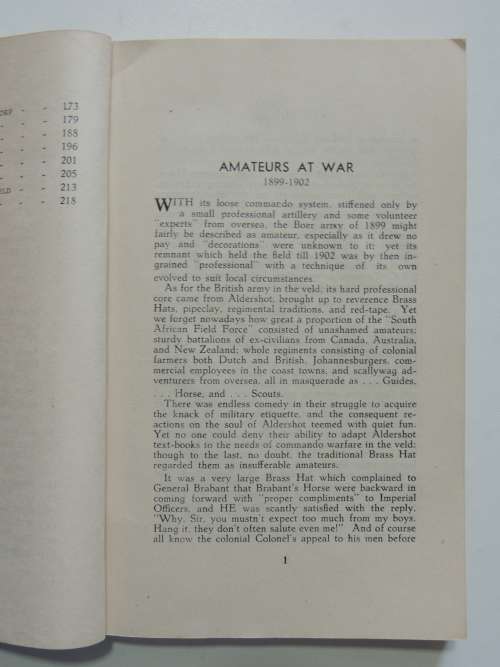 ORY - - 173
- - 179
- - 188
- - 196
- - 201
- - 205
ELD - - 213
- - 218
AMATEURS AT WAR
1899-1902
WITH its loose commando system, stiffened only by
a small professional artillery and some volunteer
"experts" from oversea, the Boer army of 1899 might
fairly be described as amateur, especially as it drew no
pay and "decorations" were unknown to it; yet its
remnant which held the field till 1902 was by then in-
grained "professional" with a technique of its own
evolved to suit local circumstances.
As for the British army in the veld; its hard professional
core came from Aldershot, brought up to reverence Brass
Hats, pipeclay, regimental traditions, and red-tape. Yet
we forget nowadays how great a proportion of the "South
African Field Force" consisted of unashamed amateurs;
sturdy battalions of ex-civilians from Canada, Australia,
and New Zealand; whole regiments consisting of colonial
farmers both Dutch and British, Johannesburgers, com-
mercial employees in the coast towns, and scallywag ad-
venturers from oversea, all in masquerade as . . . Guides,
. . . Horse, and . . . Scouts.
There was endless comedy in their struggle to acquire
the knack of military etiquette, and the consequent re-
actions on the soul of Aldershot teemed with quiet fun.
Yet no one could deny their ability to adapt Aldershot
text-books to the needs of commando warfare in the veld;
though to the last, no doubt, the traditional Brass Hat
regarded them as insufferable amateurs.
It was a very large Brass Hat which complained to
General Brabant that Brabant's Horse were backward in
coming forward with "proper compliments" to Imperial
Officers, and HE was scantly satisfied with the reply,
"Why, Sir, you mustn't expect too much from my boys.
Hang it, they don't often salute even me!" And of course
all know the colonial Colonel's appeal to his men before
1